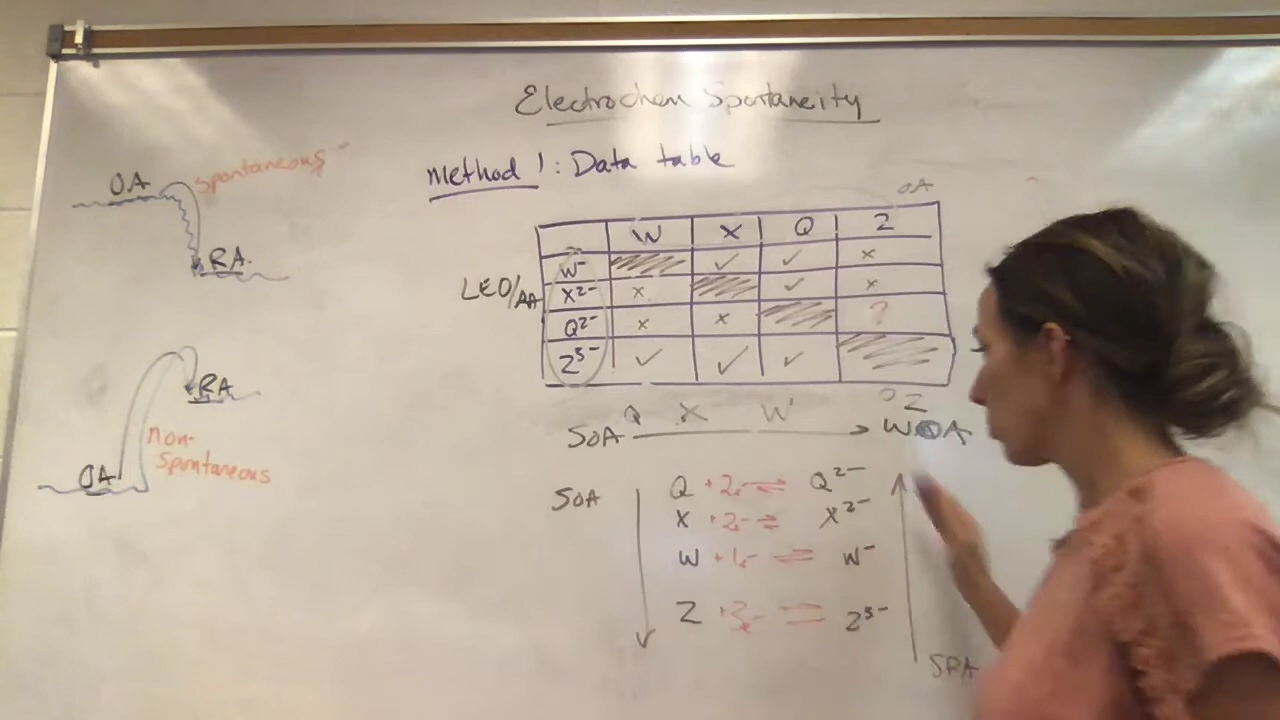 Electrochem Spontaneity
Method 1: Data table
OA
spontaneous
RA
RA
non-
Spontaneous
OA
OA
W X Q Z
W- ✓ ✓ x
LEO/
X2- x ✓ x
Q2- x x ?
Z3- ✓ ✓ ✓
Q X W Z
SOA → WOA
SOA
Q +2e- ⇌ Q2-
X +2e- ⇌ X2-
W +1e- ⇌ W-
Z +3e- ⇌ Z3-
SRA